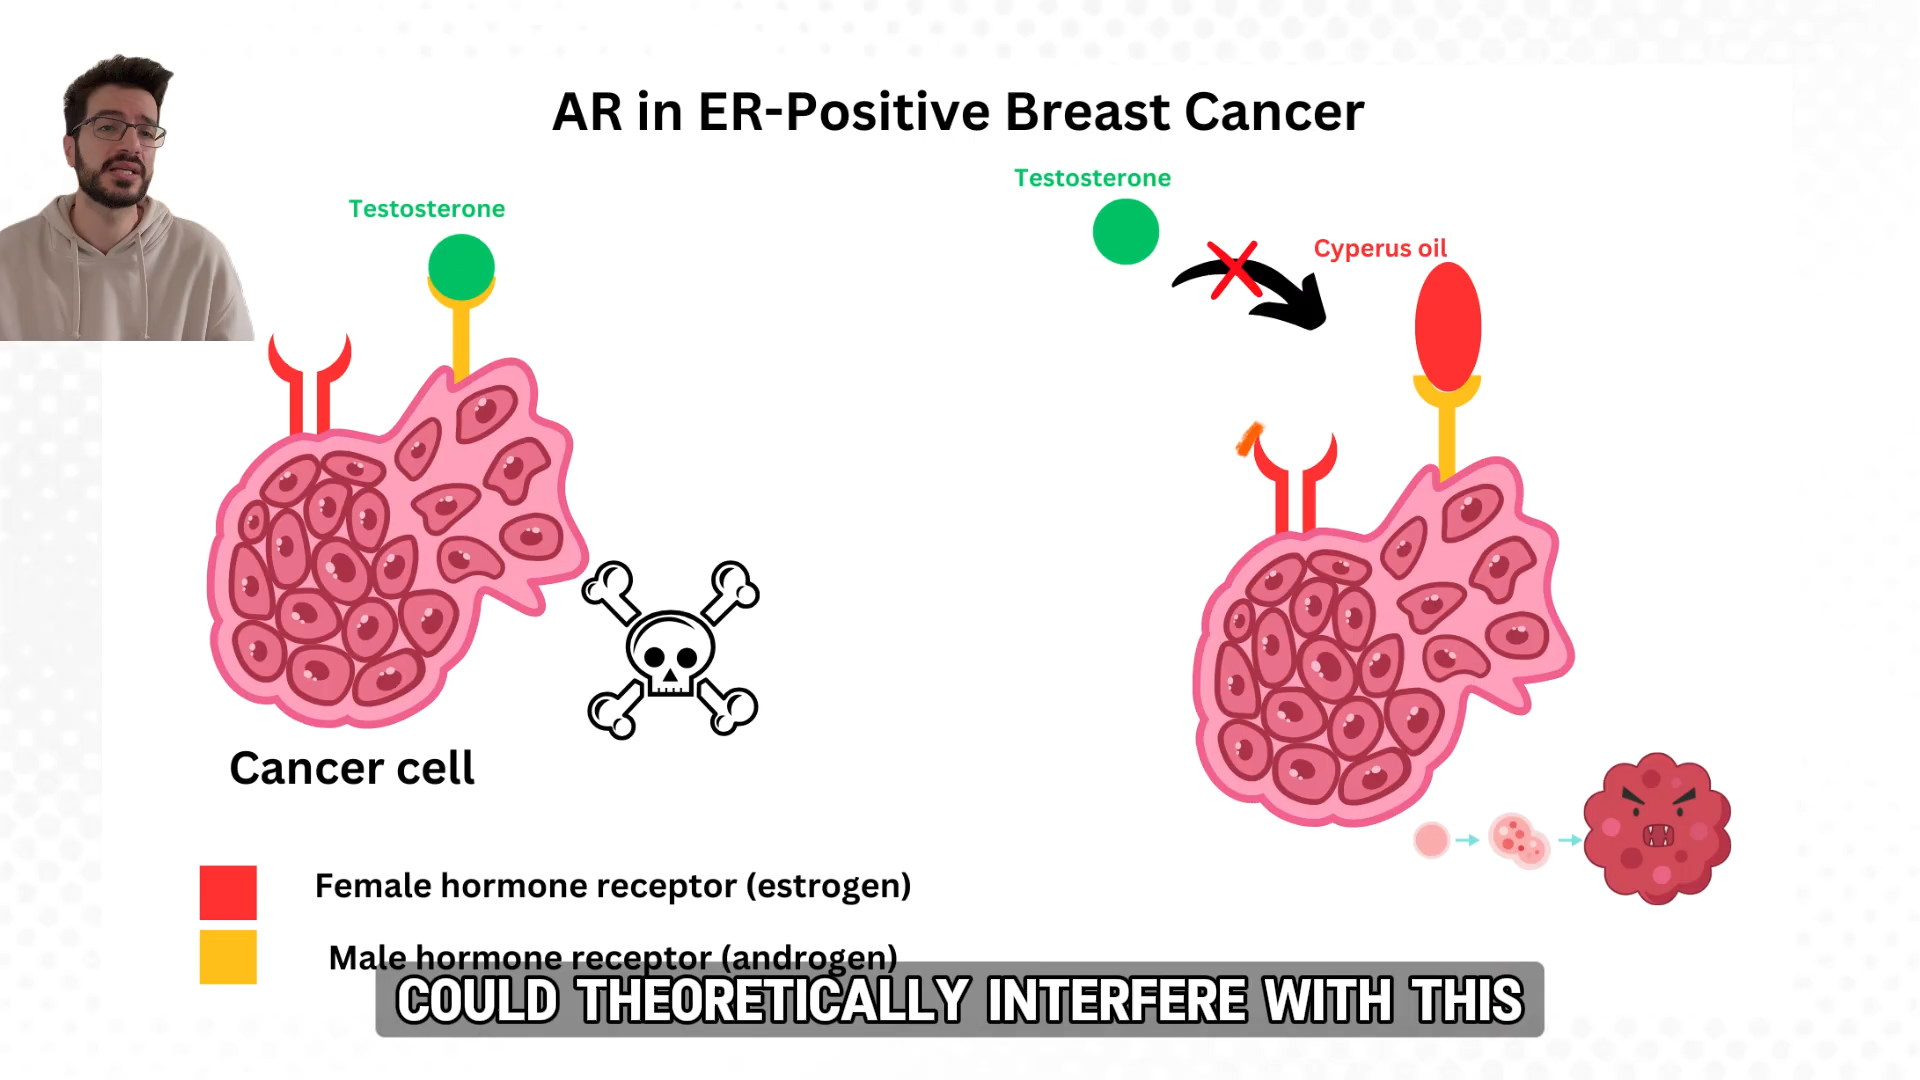 AR in ER-Positive Breast Cancer
Testosterone
Testosterone
Cyperus oil
Cancer cell
Female hormone receptor (estrogen)
Male hormone receptor (androgen)
COULD THEORETICALLY INTERFERE WITH THIS